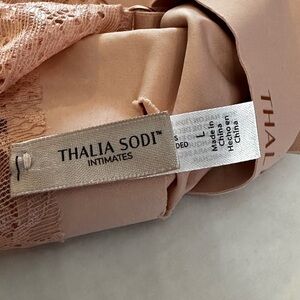 THALIA SODI™
INTIMATES
L
Made in
China
Hecho en
China
DED
THAL